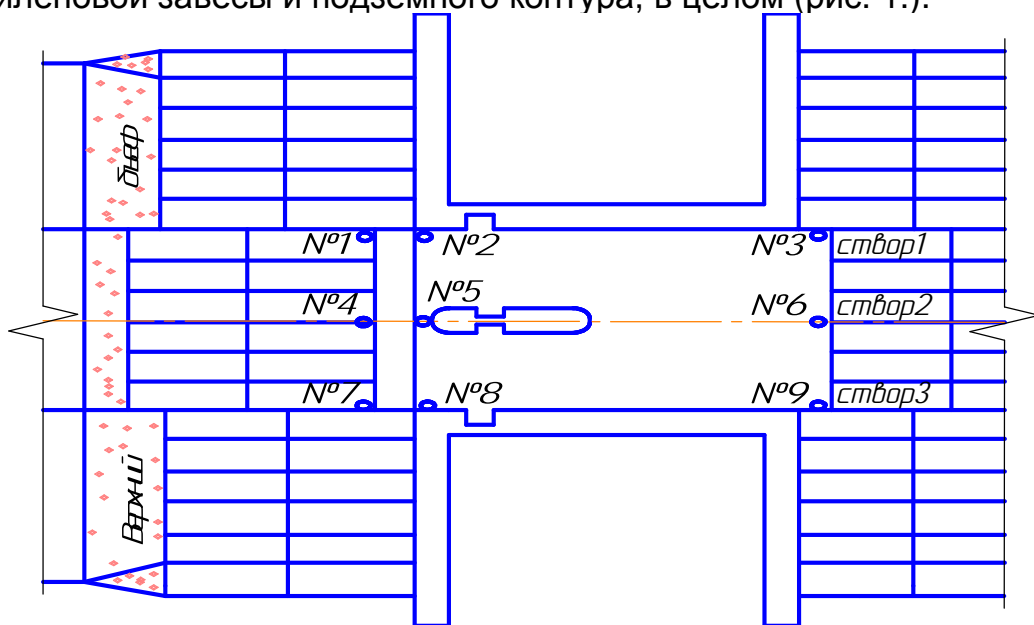 иленовой завесы и подземного контура, в целом (рис. 1.).
бьеф
№1 №2 №3 створ1
№4 №5 №6 створ2
№7 №8 №9 створ3
Верхний